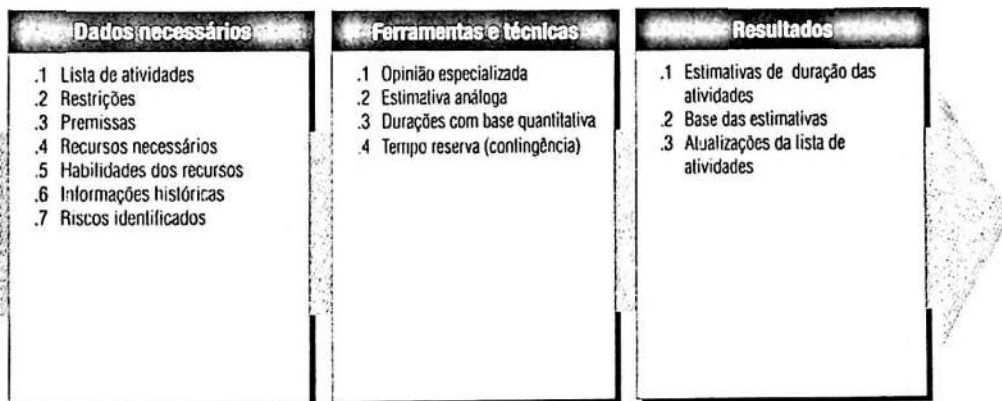 Dados necessários
.1 Lista de atividades
.2 Restrições
.3 Premissas
.4 Recursos necessários
.5 Habilidades dos recursos
.6 Informações históricas
.7 Riscos identificados
Ferramentas e técnicas
.1 Opinião especializada
.2 Estimativa análoga
.3 Durações com base quantitativa
.4 Tempo reserva (contingência)
Resultados
.1 Estimativas de duração das
atividades
.2 Base das estimativas
.3 Atualizações da lista de
atividades